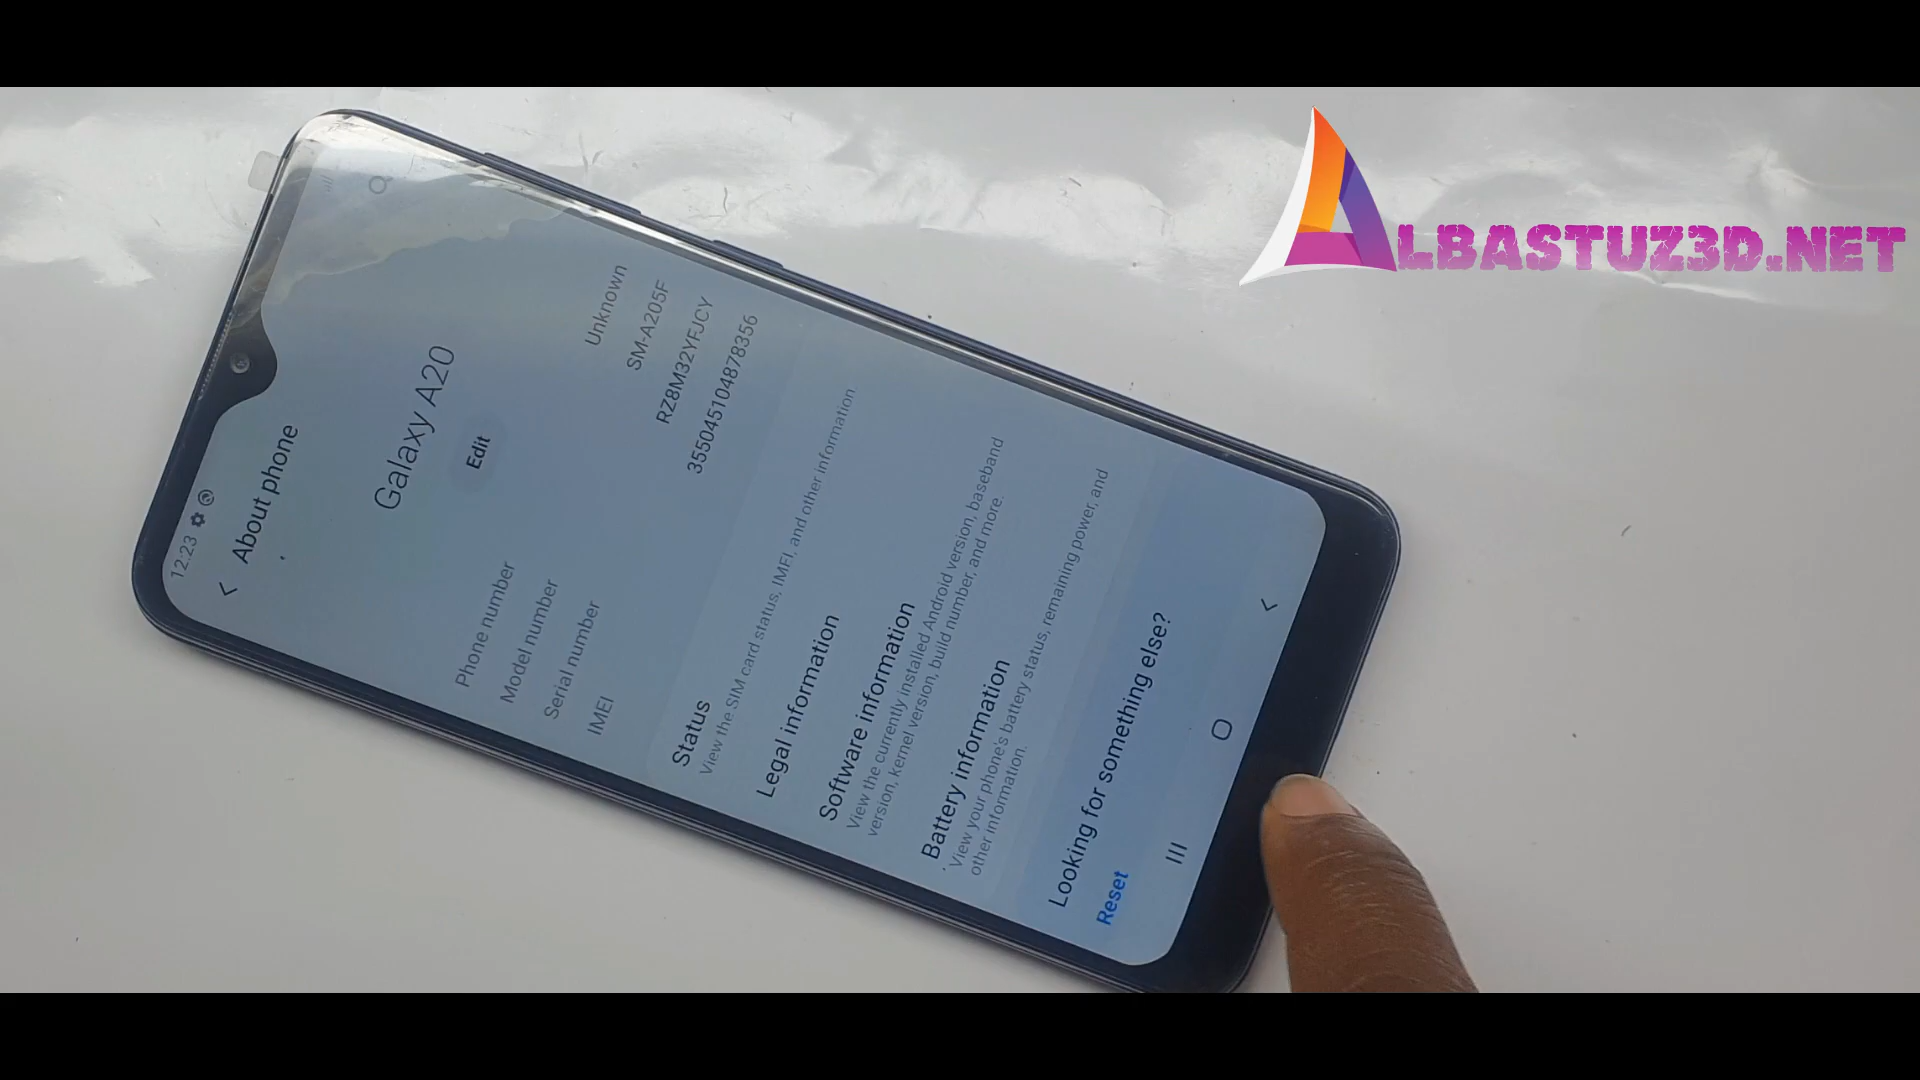 12:23
About phone
Galaxy A20
Edit
Phone number Unknown
Model number SM-A205F
Serial number RZ8M32YFJCY
IMEI 355045104878356
Status
View the SIM card status, IMEI, and other information
Legal information
Software information
View the currently installed Android version, baseband
version, kernel version, build number, and more.
Battery information
View your phone's battery status, remaining power, and
other information.
Looking for something else?
Reset
ALBASTUZ3D.NET